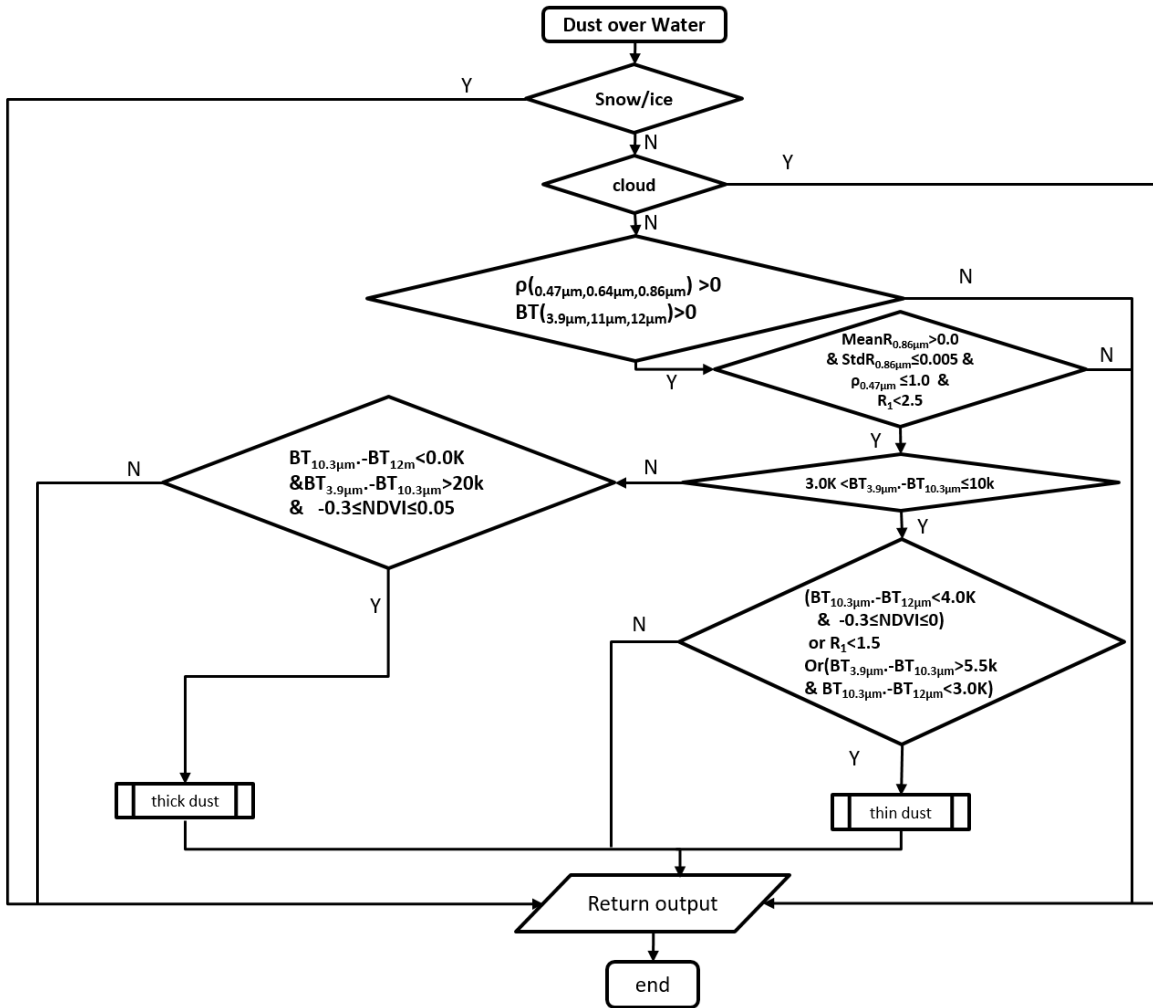 Dust over Water
Y
Snow/ice
N
Y
cloud
N
N
ρ(0.47μm,0.64μm,0.86μm) >0
BT(3.9μm,11μm,12μm)>0
Y
MeanR0.86μm>0.0
& StdR0.86μm≤0.005 &
ρ0.47μm ≤1.0 &
R1<2.5
N
Y
N
BT10.3μm.-BT12m<0.0K
&BT3.9μm.-BT10.3μm>20k
& -0.3≤NDVI≤0.05
N
3.0K <BT3.9μm.-BT10.3μm≤10k
Y
Y
N
(BT10.3μm.-BT12μm<4.0K
& -0.3≤NDVI≤0)
or R1<1.5
Or(BT3.9μm.-BT10.3μm>5.5k
& BT10.3μm.-BT12μm<3.0K)
Y
thick dust
thin dust
Return output
end